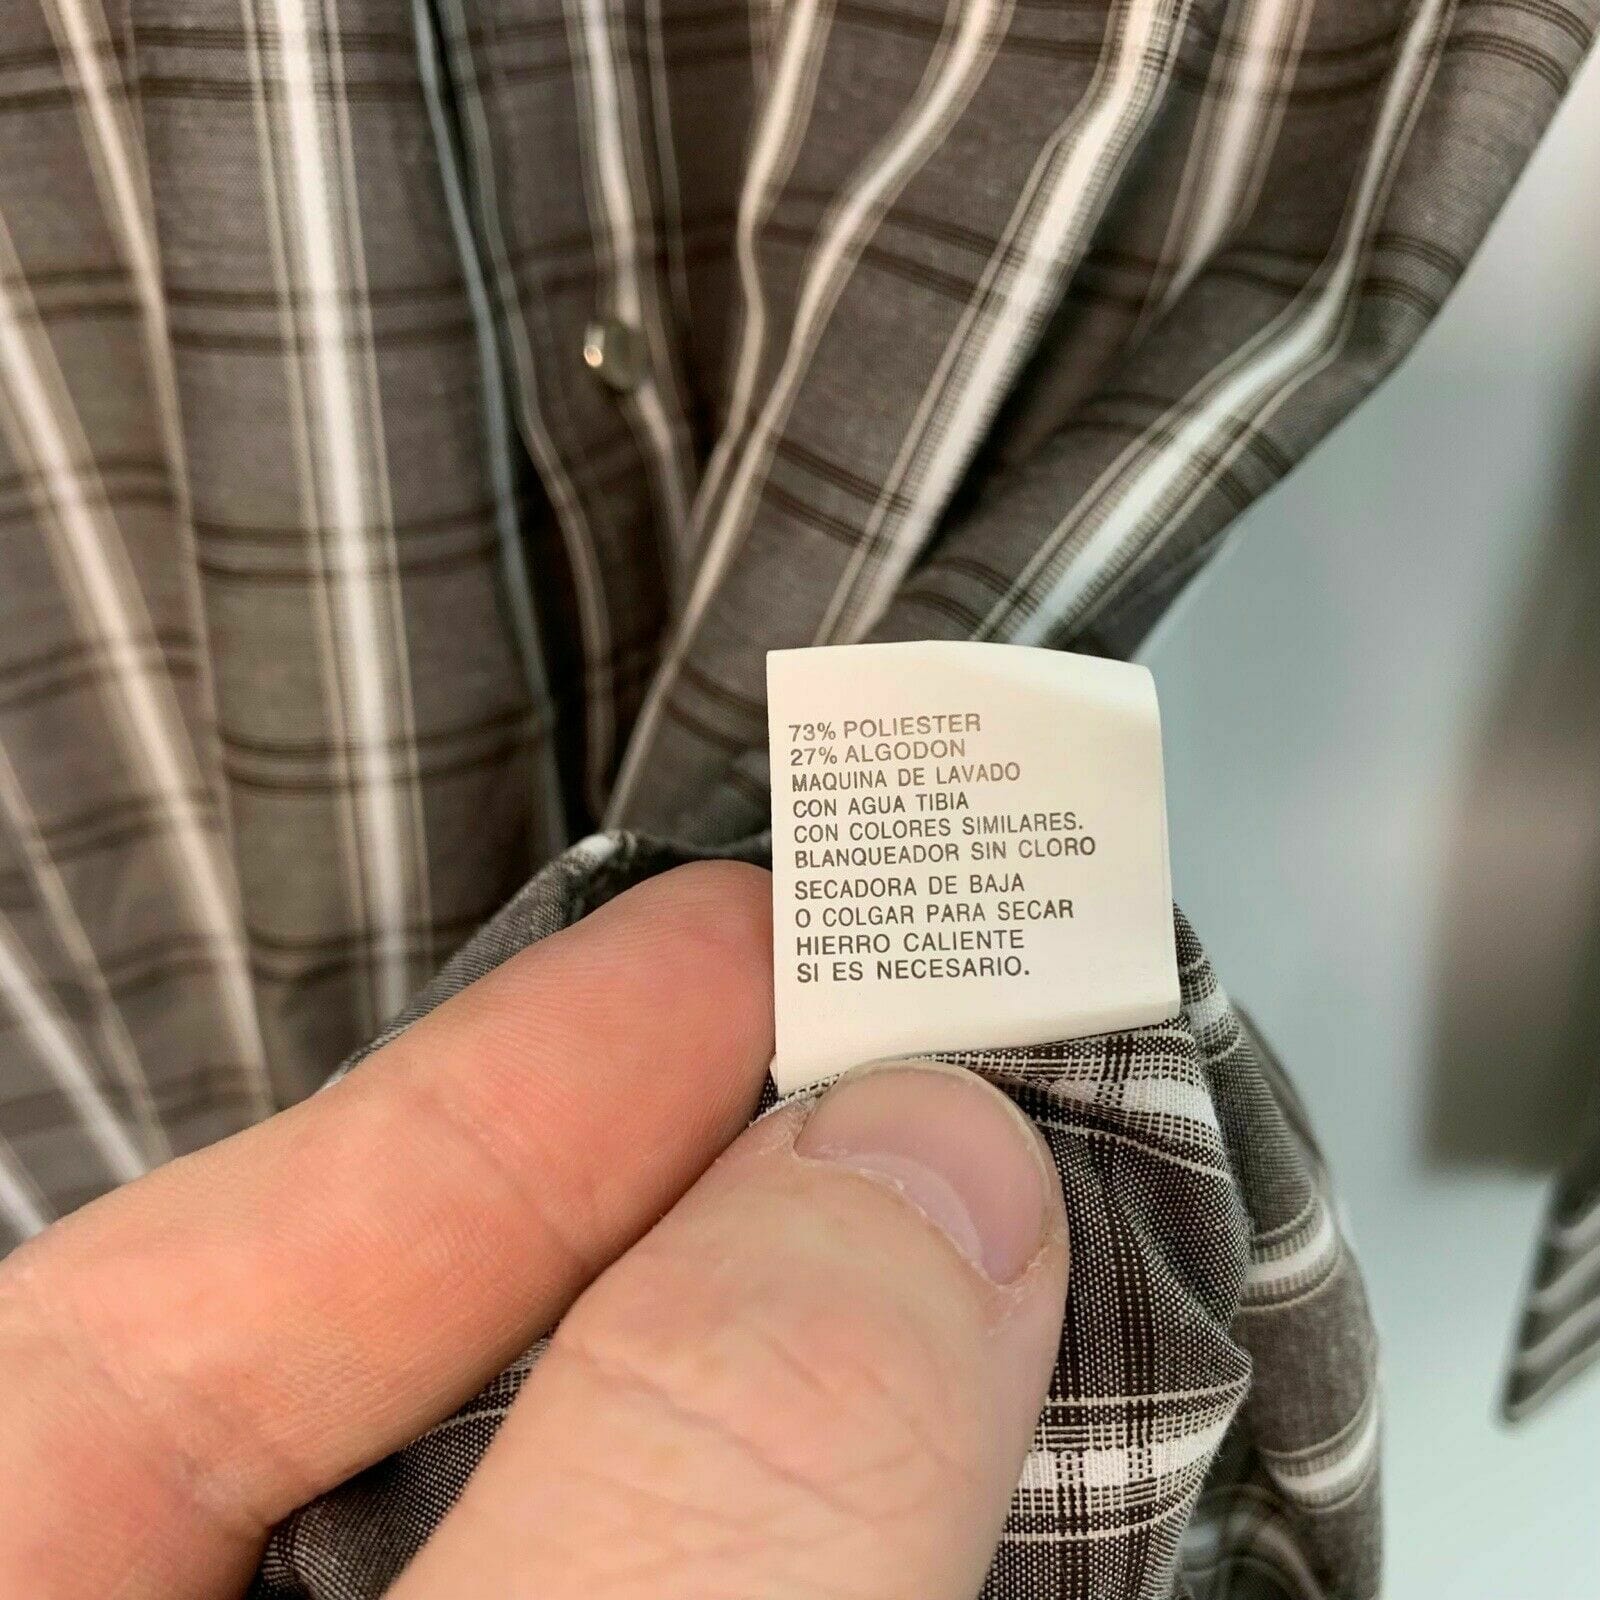 73% POLIESTER
27% ALGODON
MAQUINA DE LAVADO
CON AGUA TIBIA
CON COLORES SIMILARES.
BLANQUEADOR SIN CLORO
SECADORA DE BAJA
O COLGAR PARA SECAR
HIERRO CALIENTE
SI ES NECESARIO.